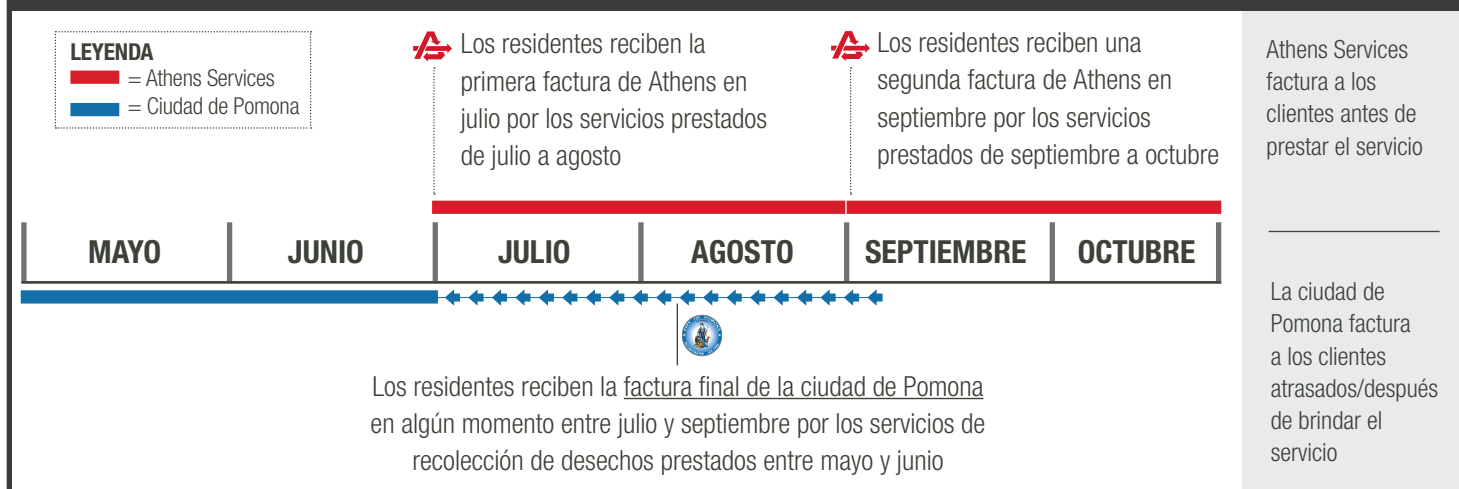 LEYENDA
= Athens Services
= Ciudad de Pomona
Los residentes reciben la
primera factura de Athens en
julio por los servicios prestados
de julio a agosto
Los residentes reciben una
segunda factura de Athens en
septiembre por los servicios
prestados de septiembre a octubre
MAYO
JUNIO
JULIO
AGOSTO
SEPTIEMBRE
OCTUBRE
Los residentes reciben la factura final de la ciudad de Pomona
en algún momento entre julio y septiembre por los servicios de
recolección de desechos prestados entre mayo y junio
Athens Services
factura a los
clientes antes de
prestar el servicio
La ciudad de
Pomona factura
a los clientes
atrasados/después
de brindar el
servicio